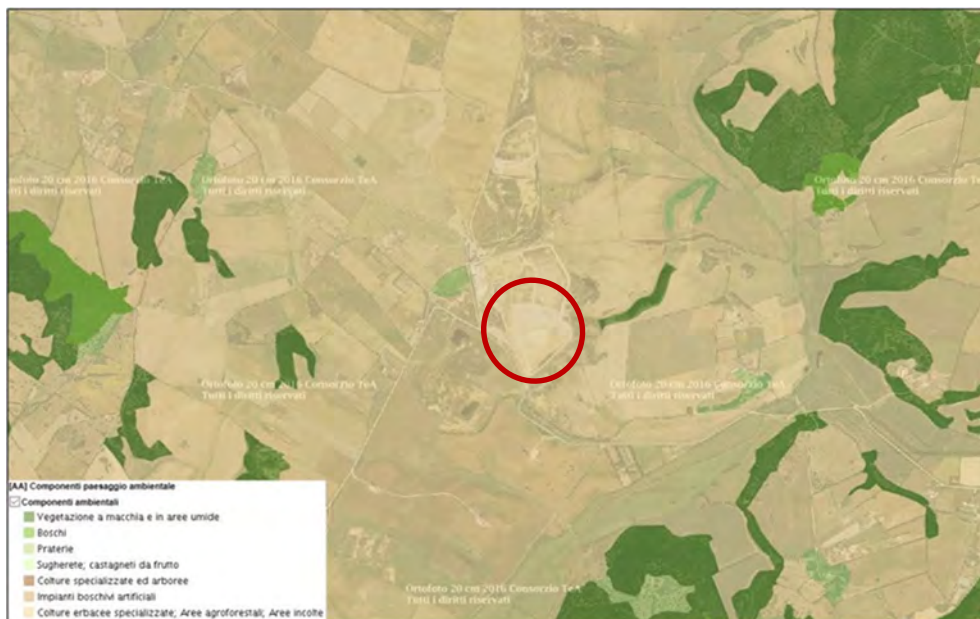 Ortofoto 20 cm 2016 Consorzio TeA
Tutti i diritti riservati
Ortofoto 20 cm 2016 Consorzio TeA
Tutti i diritti riservati
Ortofoto 20 cm 2016 Consorzio
Tutti i diritti riservati
Ortofoto 20 cm 2016 Consorzio TeA
Tutti i diritti riservati
Ortofoto 20 cm 2016 Consorzio TeA
Tutti i diritti riservati
[AA] Componenti paesaggio ambientale
Componenti ambientali
Vegetazione a macchia e in aree umide
Boschi
Praterie
Sugherete; castagneti da frutto
Colture specializzate ed arboree
Impianti boschivi artificiali
Colture erbacee specializzate; Aree agroforestali; Aree incolte
Ortofoto 20 cm 2016 Consorzio TeA
Tutti i diritti riservati